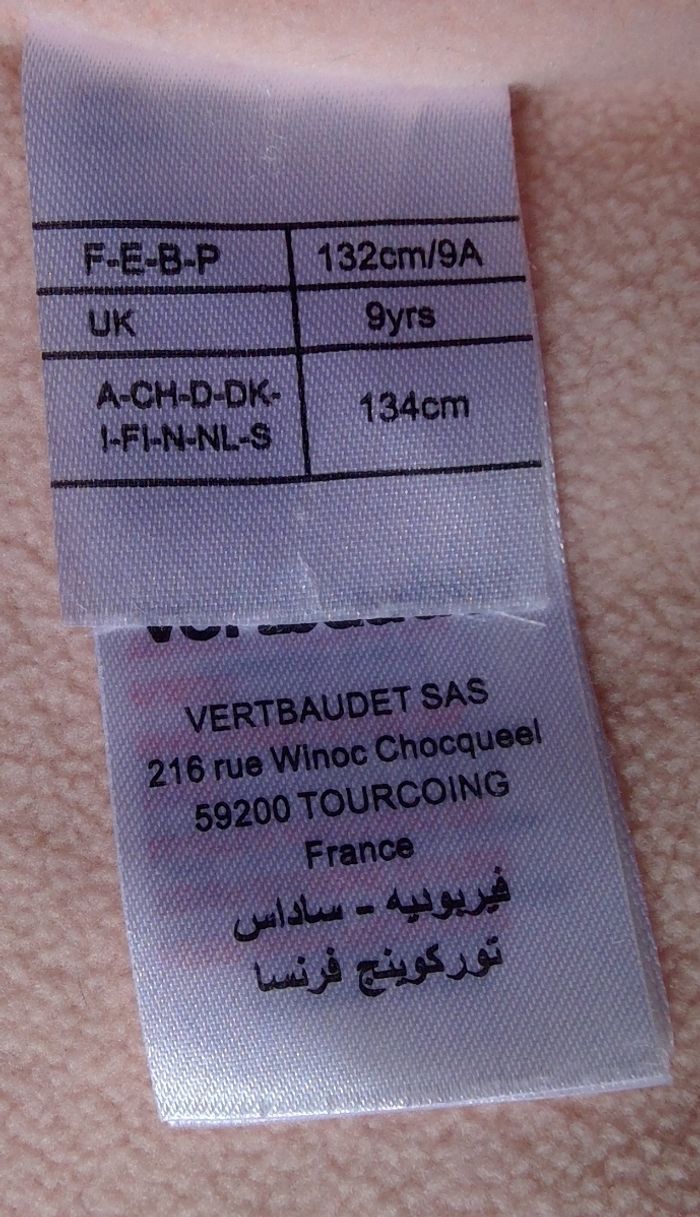 F-E-B-P 132cm/9A
UK 9yrs
A-CH-D-DK- 134cm
I-FI-N-NL-S
VERTBAUDET SAS
216 rue Winoc Chocqueel
59200 TOURCOING
France
فيربوديه - ساداس
توركوينج فرنسا